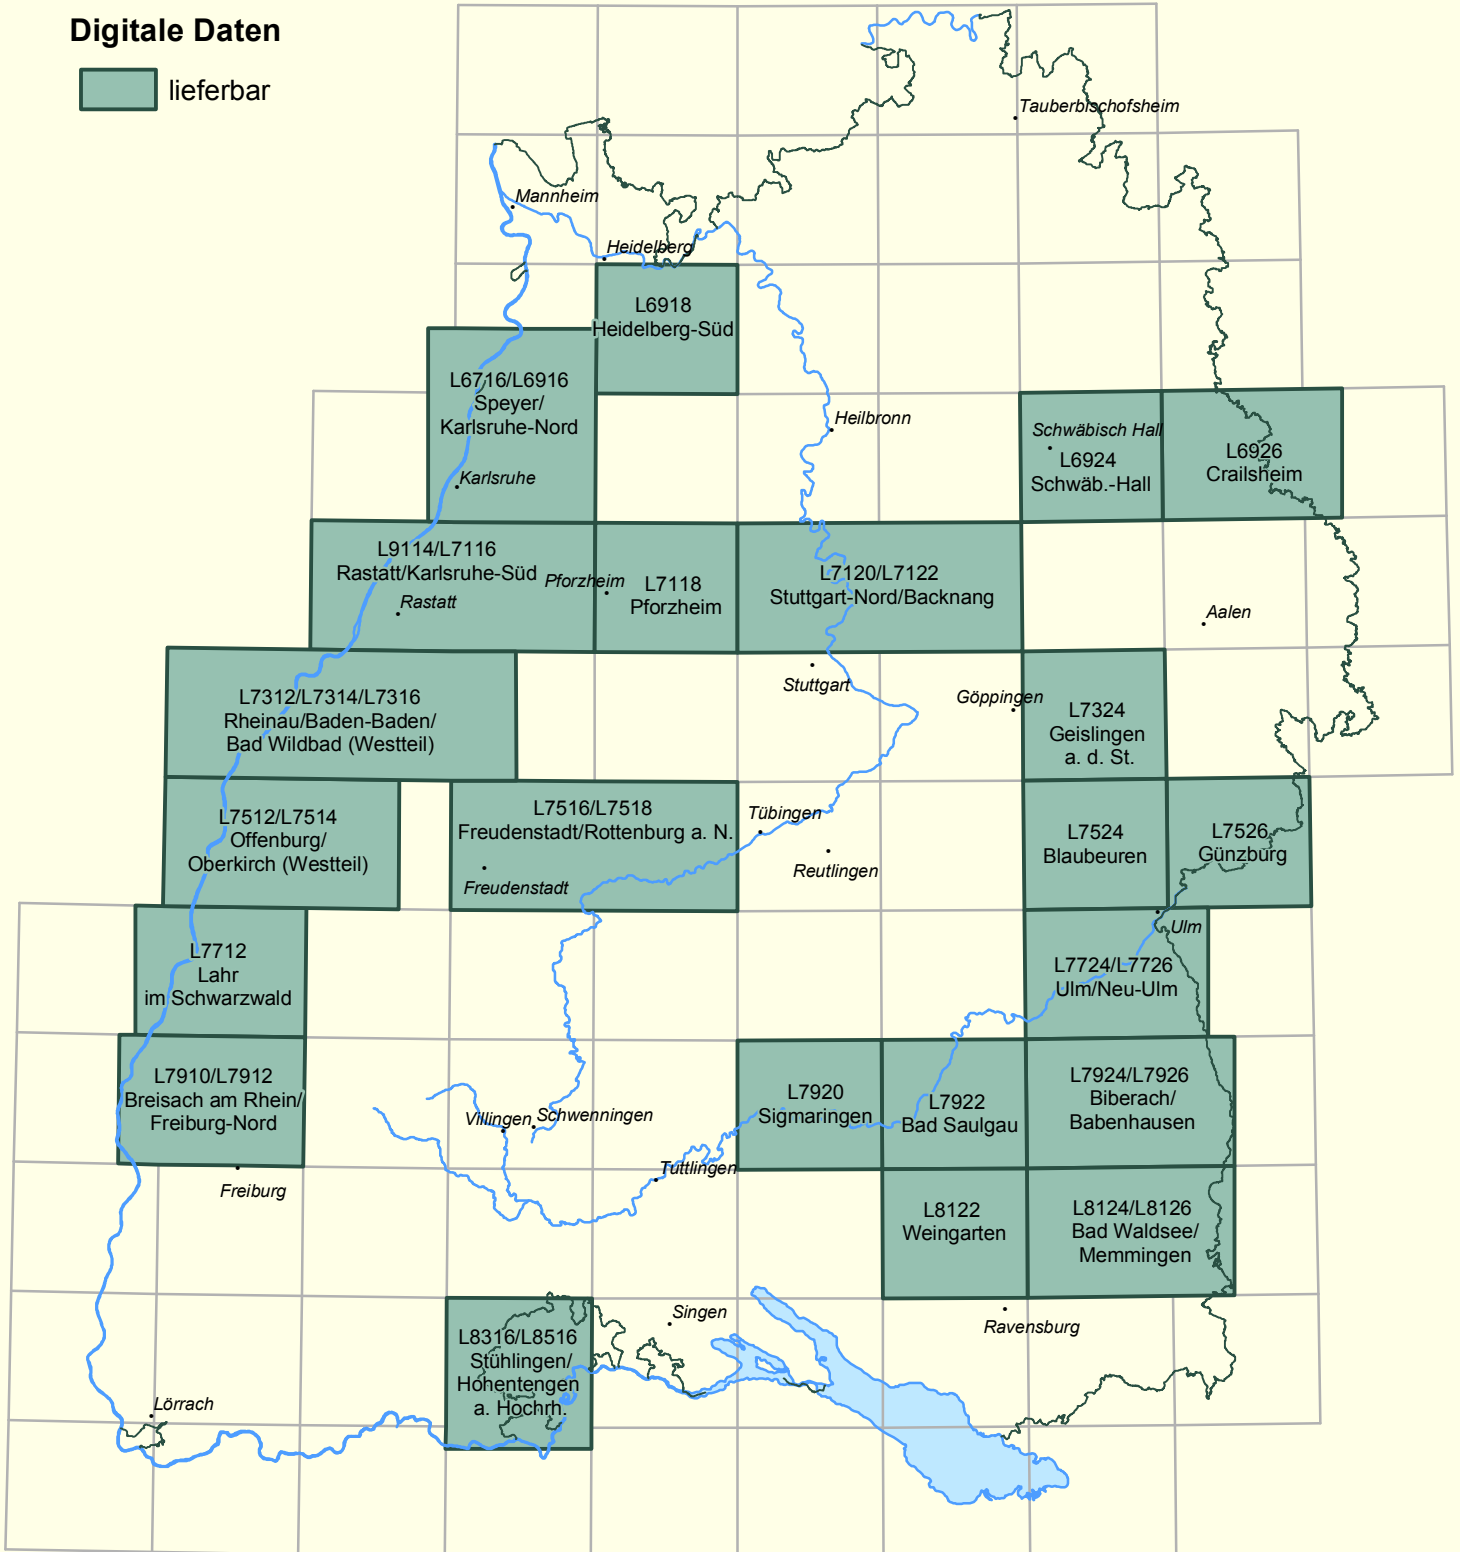 Digitale Daten
lieferbar
Tauberbischofsheim
Mannheim
Heidelberg
L6918
Heidelberg-Süd
L6716/L6916
Speyer/
Karlsruhe-Nord
Karlsruhe
Heilbronn
Schwäbisch Hall
L6924
Schwäb.-Hall
L6926
Crailsheim
L9114/L7116
Rastatt/Karlsruhe-Süd
Rastatt
Pforzheim
L7118
Pforzheim
L7120/L7122
Stuttgart-Nord/Backnang
Aalen
Stuttgart
Göppingen
L7312/L7314/L7316
Rheinau/Baden-Baden/
Bad Wildbad (Westteil)
L7324
Geislingen
a. d. St.
L7512/L7514
Offenburg/
Oberkirch (Westteil)
L7516/L7518
Freudenstadt/Rottenburg a. N.
Freudenstadt
Tübingen
Reutlingen
L7524
Blaubeuren
L7526
Günzburg
Ulm
L7712
Lahr
im Schwarzwald
L7724/L7726
Ulm/Neu-Ulm
L7910/L7912
Breisach am Rhein/
Freiburg-Nord
Freiburg
Villingen
Schwenningen
Tuttlingen
L7920
Sigmaringen
L7922
Bad Saulgau
L7924/L7926
Biberach/
Babenhausen
L8122
Weingarten
L8124/L8126
Bad Waldsee/
Memmingen
L8316/L8516
Stühlingen/
Hohentengen
a. Hochrh.
Singen
Ravensburg
Lörrach